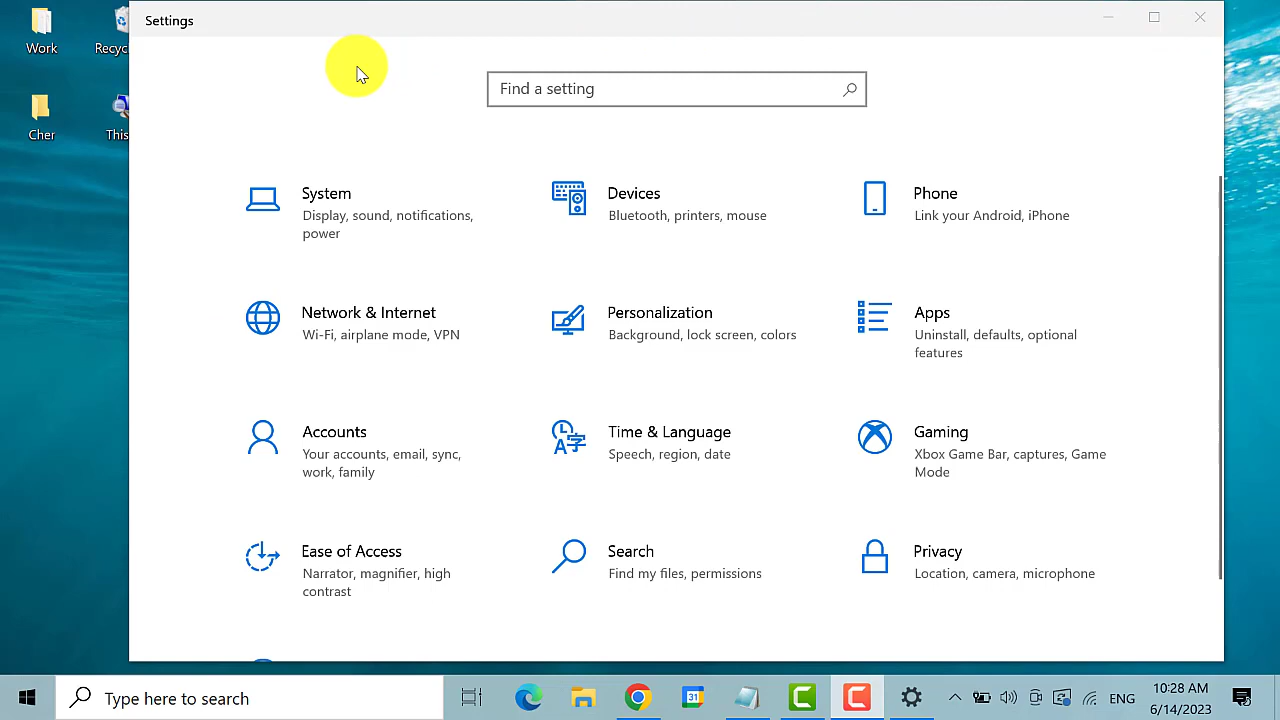 Work
Recyc
Cher
This
Settings
Find a setting
System
Display, sound, notifications,
power
Devices
Bluetooth, printers, mouse
Phone
Link your Android, iPhone
Network & Internet
Wi-Fi, airplane mode, VPN
Personalization
Background, lock screen, colors
Apps
Uninstall, defaults, optional
features
Accounts
Your accounts, email, sync,
work, family
Time & Language
Speech, region, date
Gaming
Xbox Game Bar, captures, Game
Mode
Ease of Access
Narrator, magnifier, high
contrast
Search
Find my files, permissions
Privacy
Location, camera, microphone
Type here to search
31
ENG
10:28 AM
6/14/2023